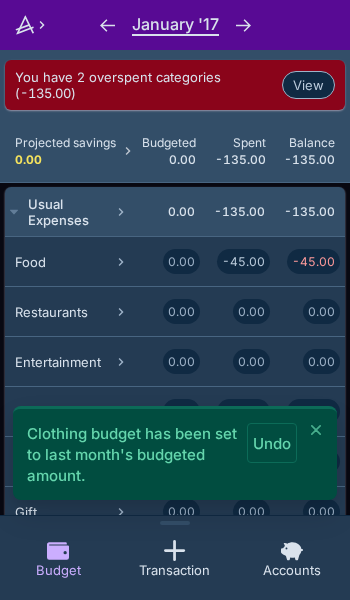 January '17
You have 2 overspent categories
(-135.00)
View
Projected savings
0.00
Budgeted
0.00
Spent
-135.00
Balance
-135.00
Usual
Expenses
0.00
-135.00
-135.00
Food
0.00
-45.00
-45.00
Restaurants
0.00
0.00
0.00
Entertainment
0.00
0.00
0.00
Clothing budget has been set
to last month's budgeted
amount.
Undo
Gift
0.00
0.00
0.00
Budget
Transaction
Accounts